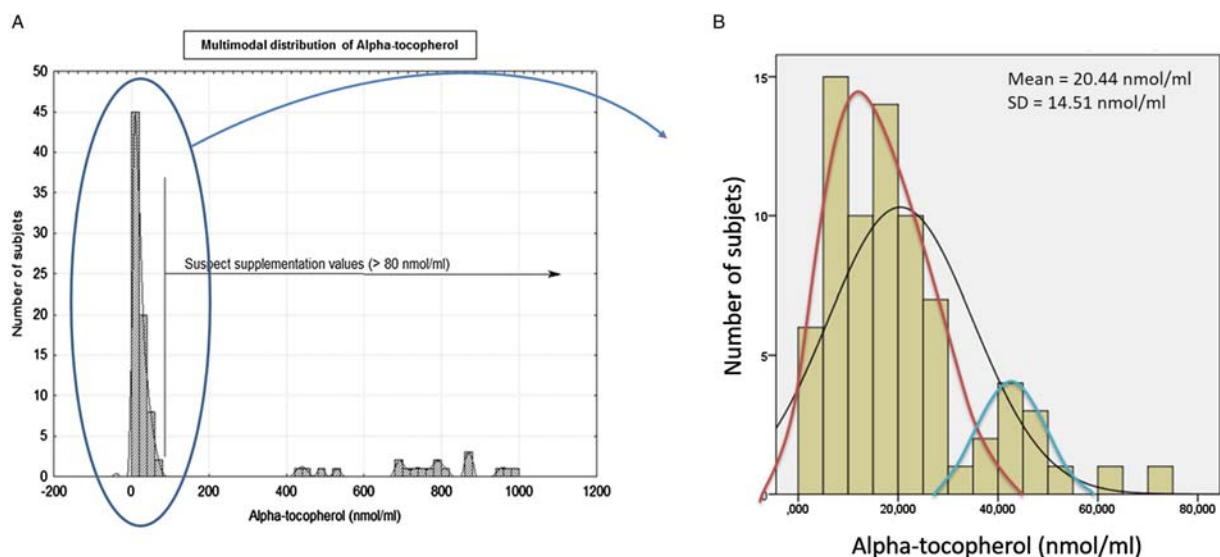 A
Multimodal distribution of Alpha-tocopherol
50
45
40
35
30
25
20
15
10
5
0
Number of subjets
Suspect supplementation values (> 80 nmol/ml)
-200 0 200 400 600 800 1000 1200
Alpha-tocopherol (nmol/ml)
B
Mean = 20.44 nmol/ml
SD = 14.51 nmol/ml
15
10
5
0
Number of subjets
,000 20,000 40,000 60,000 80,000
Alpha-tocopherol (nmol/ml)